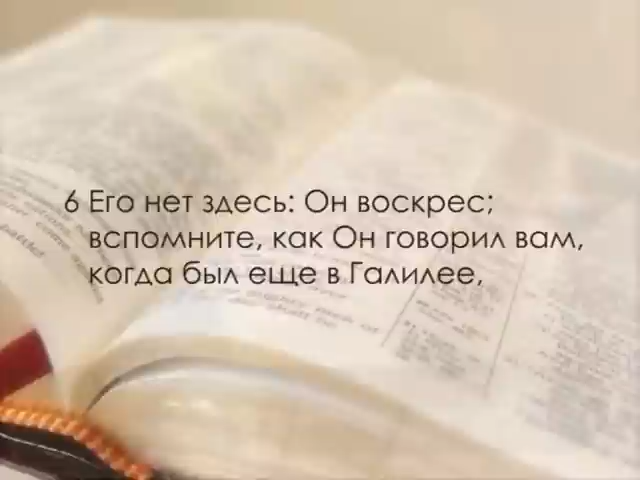 6 Его нет здесь: Он воскрес;
вспомните, как Он говорил вам,
когда был еще в Галилее,